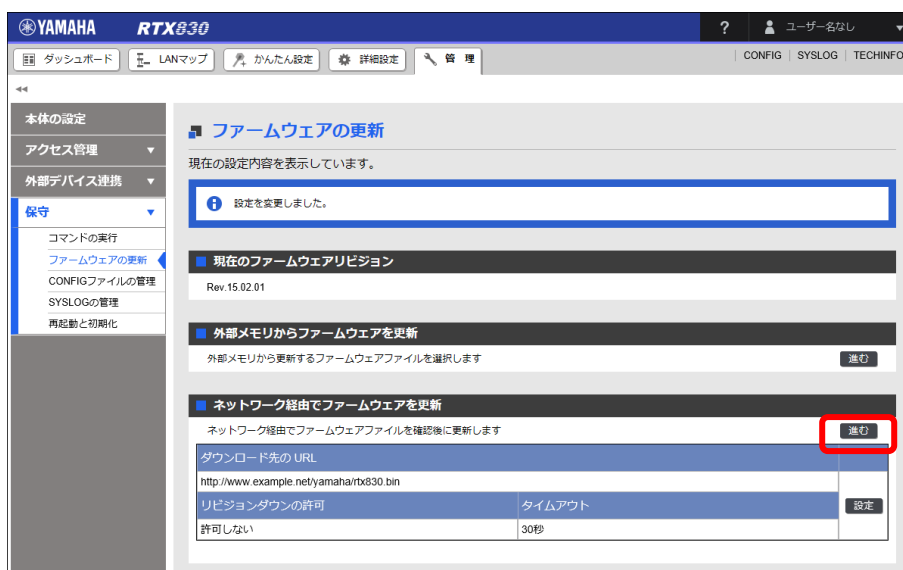 YAMAHA RTX830 ? ユーザー名なし
ダッシュボード LANマップ かんたん設定 詳細設定 管 理 CONFIG SYSLOG TECHINFO
本体の設定
アクセス管理
外部デバイス連携
保守
コマンドの実行
ファームウェアの更新
CONFIGファイルの管理
SYSLOGの管理
再起動と初期化
ファームウェアの更新
現在の設定内容を表示しています。
設定を変更しました。
現在のファームウェアリビジョン
Rev.15.02.01
外部メモリからファームウェアを更新
外部メモリから更新するファームウェアファイルを選択します 進む
ネットワーク経由でファームウェアを更新
ネットワーク経由でファームウェアファイルを確認後に更新します 進む
ダウンロード先の URL
http://www.example.net/yamaha/rtx830.bin
リビジョンダウンの許可 タイムアウト 設定
許可しない 30秒